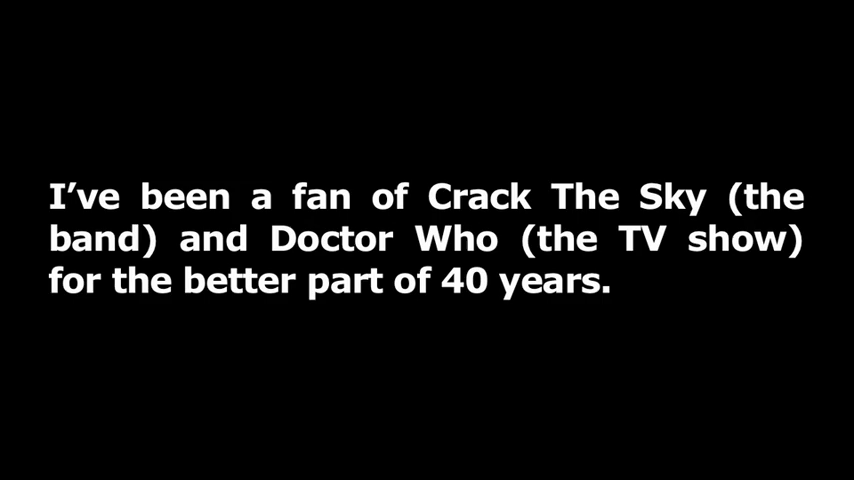 I’ve been a fan of Crack The Sky (the
band) and Doctor Who (the TV show)
for the better part of 40 years.